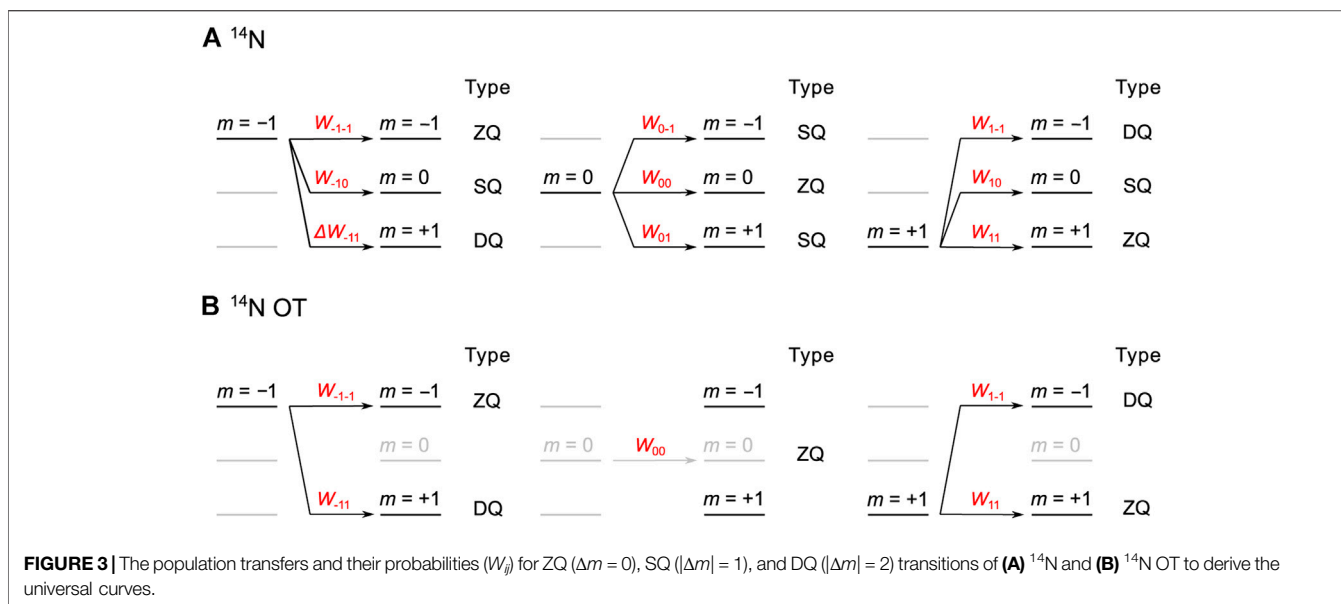 A ¹⁴N
Type Type Type
m = −1 W₋₁₋₁ m = −1 ZQ W₀₋₁ m = −1 SQ W₁₋₁ m = −1 DQ
W₋₁₀ m = 0 SQ m = 0 W₀₀ m = 0 ZQ W₁₀ m = 0 SQ
ΔW₋₁₁ m = +1 DQ W₀₁ m = +1 SQ m = +1 W₁₁ m = +1 ZQ
B ¹⁴N OT
Type Type Type
m = −1 W₋₁₋₁ m = −1 ZQ m = −1 W₁₋₁ m = −1 DQ
m = 0 m = 0 W₀₀ m = 0 ZQ m = 0
W₋₁₁ m = +1 DQ m = +1 m = +1 W₁₁ m = +1 ZQ
FIGURE 3 | The population transfers and their probabilities (Wᵢⱼ) for ZQ (Δm = 0), SQ (|Δm| = 1), and DQ (|Δm| = 2) transitions of (A) ¹⁴N and (B) ¹⁴N OT to derive the
universal curves.